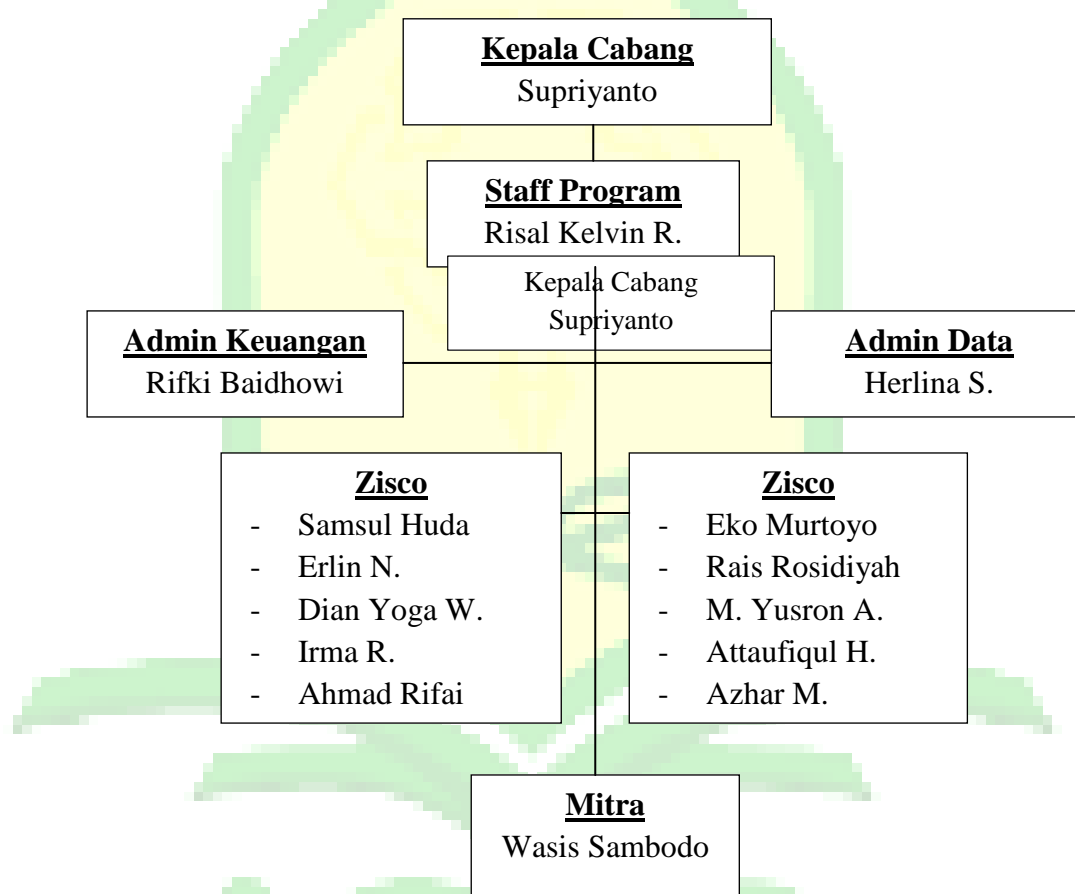 Kepala Cabang
Supriyanto
Staff Program
Risal Kelvin R.
Kepala Cabang
Supriyanto
Admin Keuangan
Rifki Baidhowi
Admin Data
Herlina S.
Zisco
- Samsul Huda
- Erlin N.
- Dian Yoga W.
- Irma R.
- Ahmad Rifai
Zisco
- Eko Murtoyo
- Rais Rosidiyah
- M. Yusron A.
- Attaufiqul H.
- Azhar M.
Mitra
Wasis Sambodo